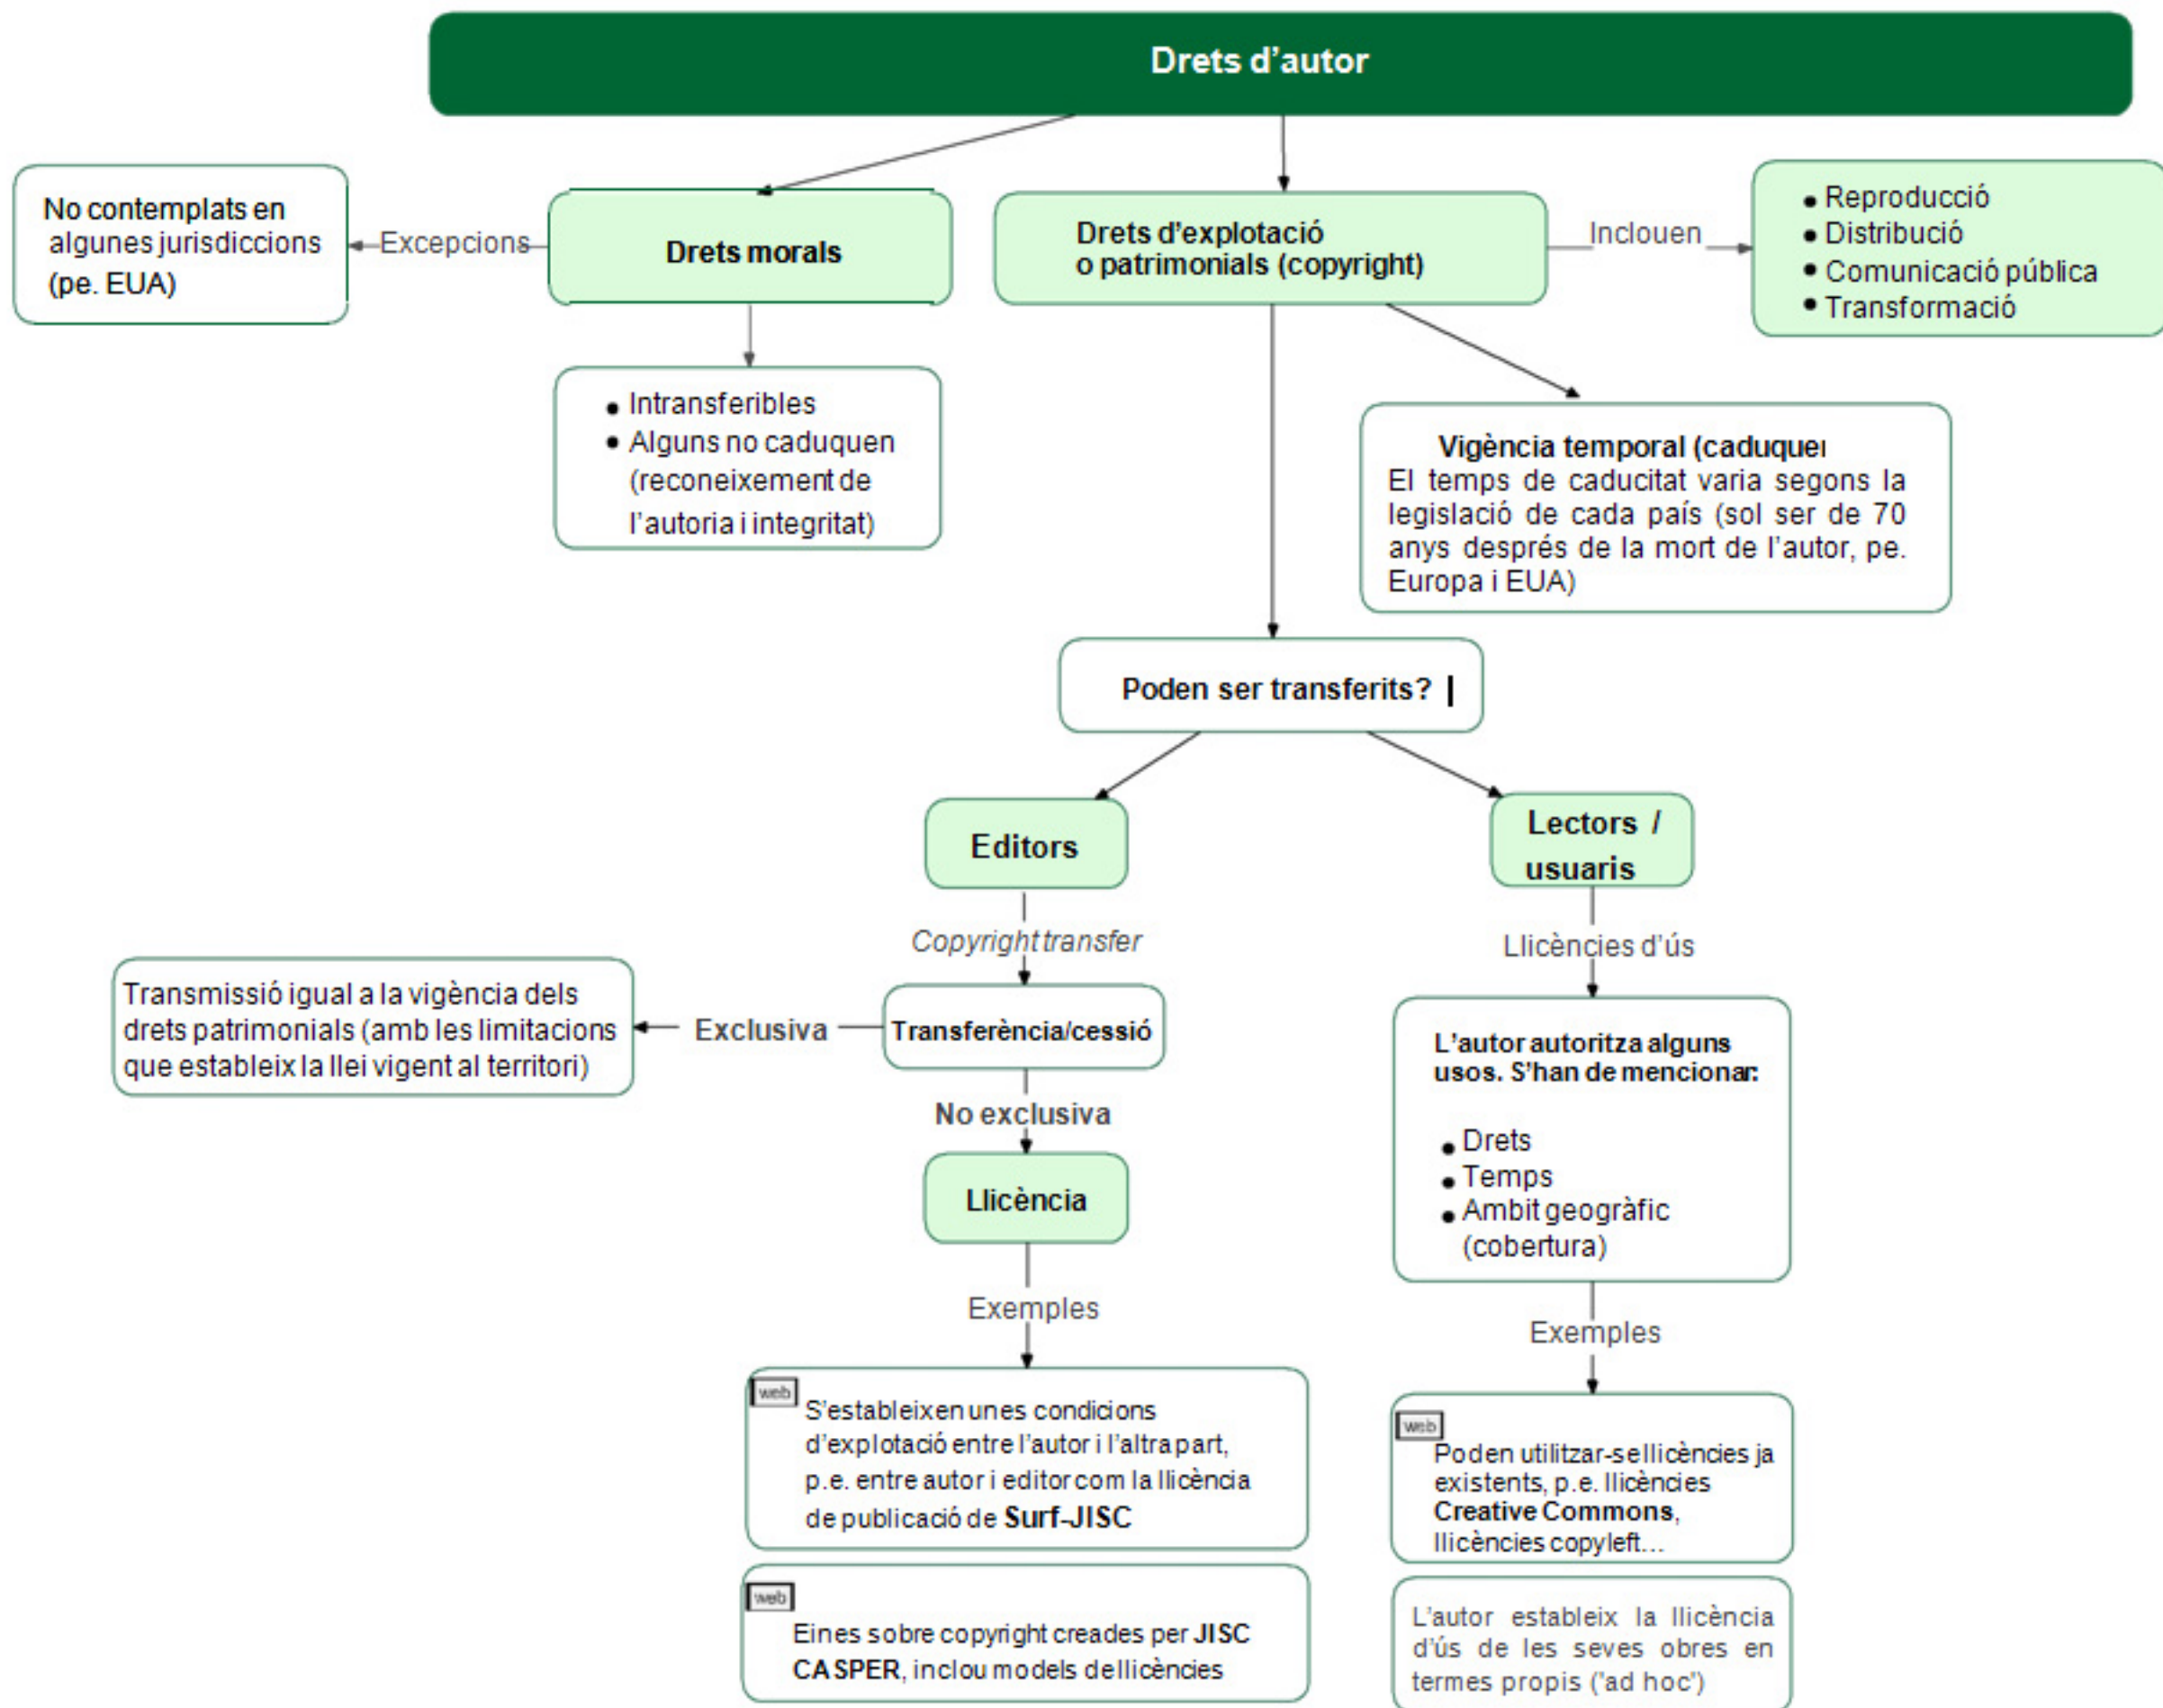 Drets d'autor
No contemplats en
algunes jurisdiccions
(pe. EUA)
Excepcions
Drets morals
Drets d'explotació
o patrimonials (copyright)
Inclouen
• Reproducció
• Distribució
• Comunicació pública
• Transformació
• Intransferibles
• Alguns no caduquen
(reconeixement de
l'autoria i integritat)
Vigència temporal (caduque
El temps de caducitat varia segons la
legislació de cada país (sol ser de 70
anys després de la mort de l'autor, pe.
Europa i EUA)
Poden ser transferits?
Editors
Lectors /
usuaris
Copyright transfer
Llicències d'ús
Transmissió igual a la vigència dels
drets patrimonials (amb les limitacions
que estableix la llei vigent al territori)
Exclusiva
Transferència/cessió
No exclusiva
Llicència
Exemples
L'autor autoritza alguns
usos. S'han de mencionar:
• Drets
• Temps
• Ambit geogràfic
(cobertura)
Exemples
web
S'estableixen unes condicions
d'explotació entre l'autor i l'altra part,
p.e. entre autor i editor com la llicència
de publicació de Surf-JISC
web
Eines sobre copyright creades per JISC
CASPER, inclou models de llicències
web
Poden utilitzar-se llicències ja
existents, p.e. llicències
Creative Commons,
llicències copyleft...
L'autor estableix la llicència
d'ús de les seves obres en
termes propis ('ad hoc')